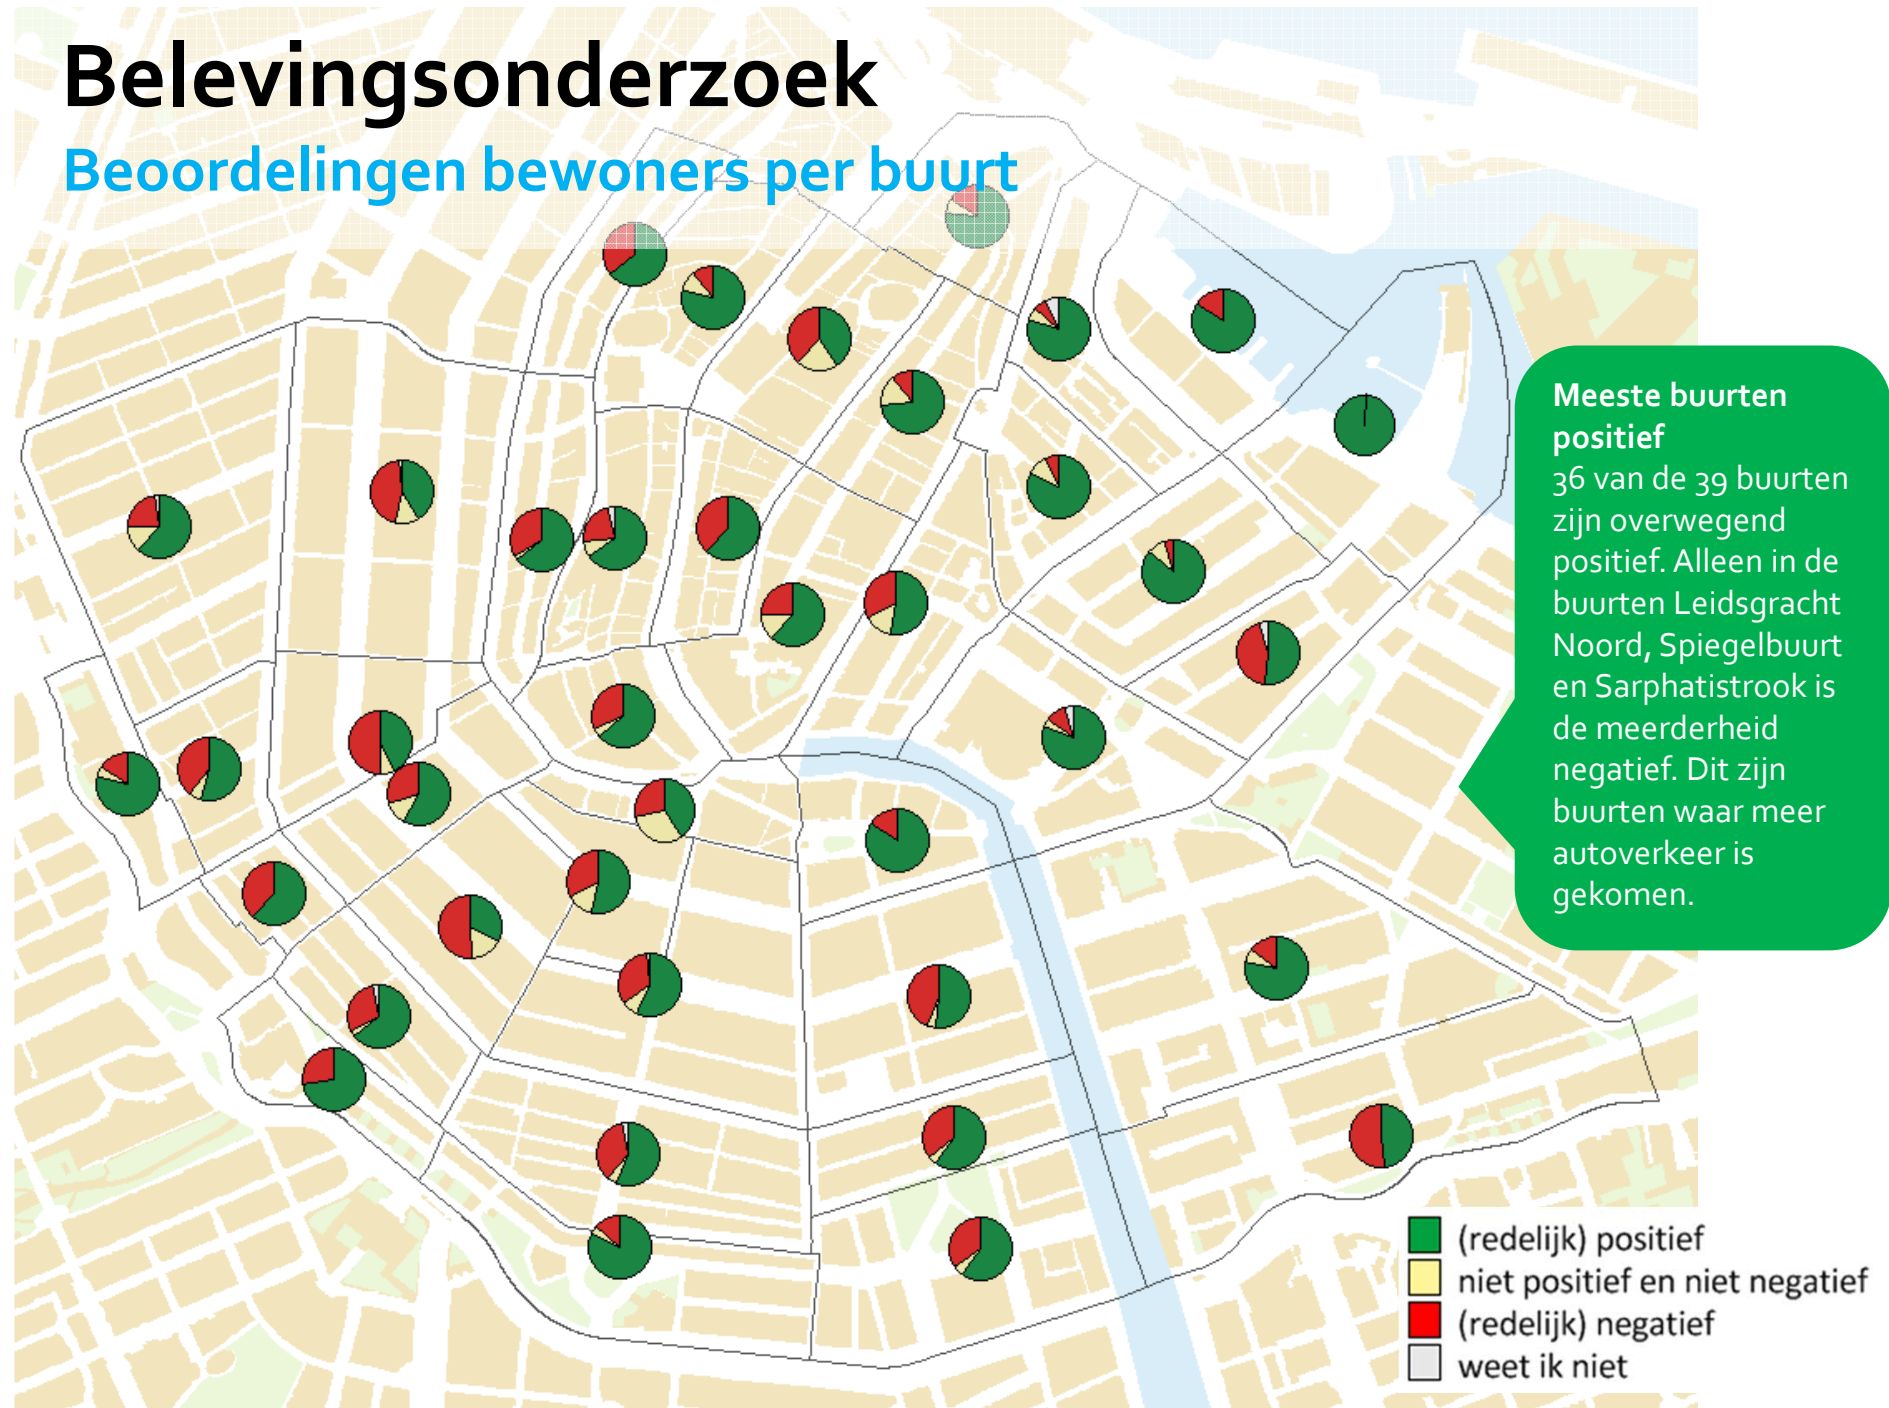 Belevingsonderzoek
Beoordelingen bewoners per buurt
Meeste buurten
positief
36 van de 39 buurten
zijn overwegend
positief. Alleen in de
buurten Leidsgracht
Noord, Spiegelbuurt
en Sarphatistrook is
de meerderheid
negatief. Dit zijn
buurten waar meer
autoverkeer is
gekomen.
(redelijk) positief
niet positief en niet negatief
(redelijk) negatief
weet ik niet